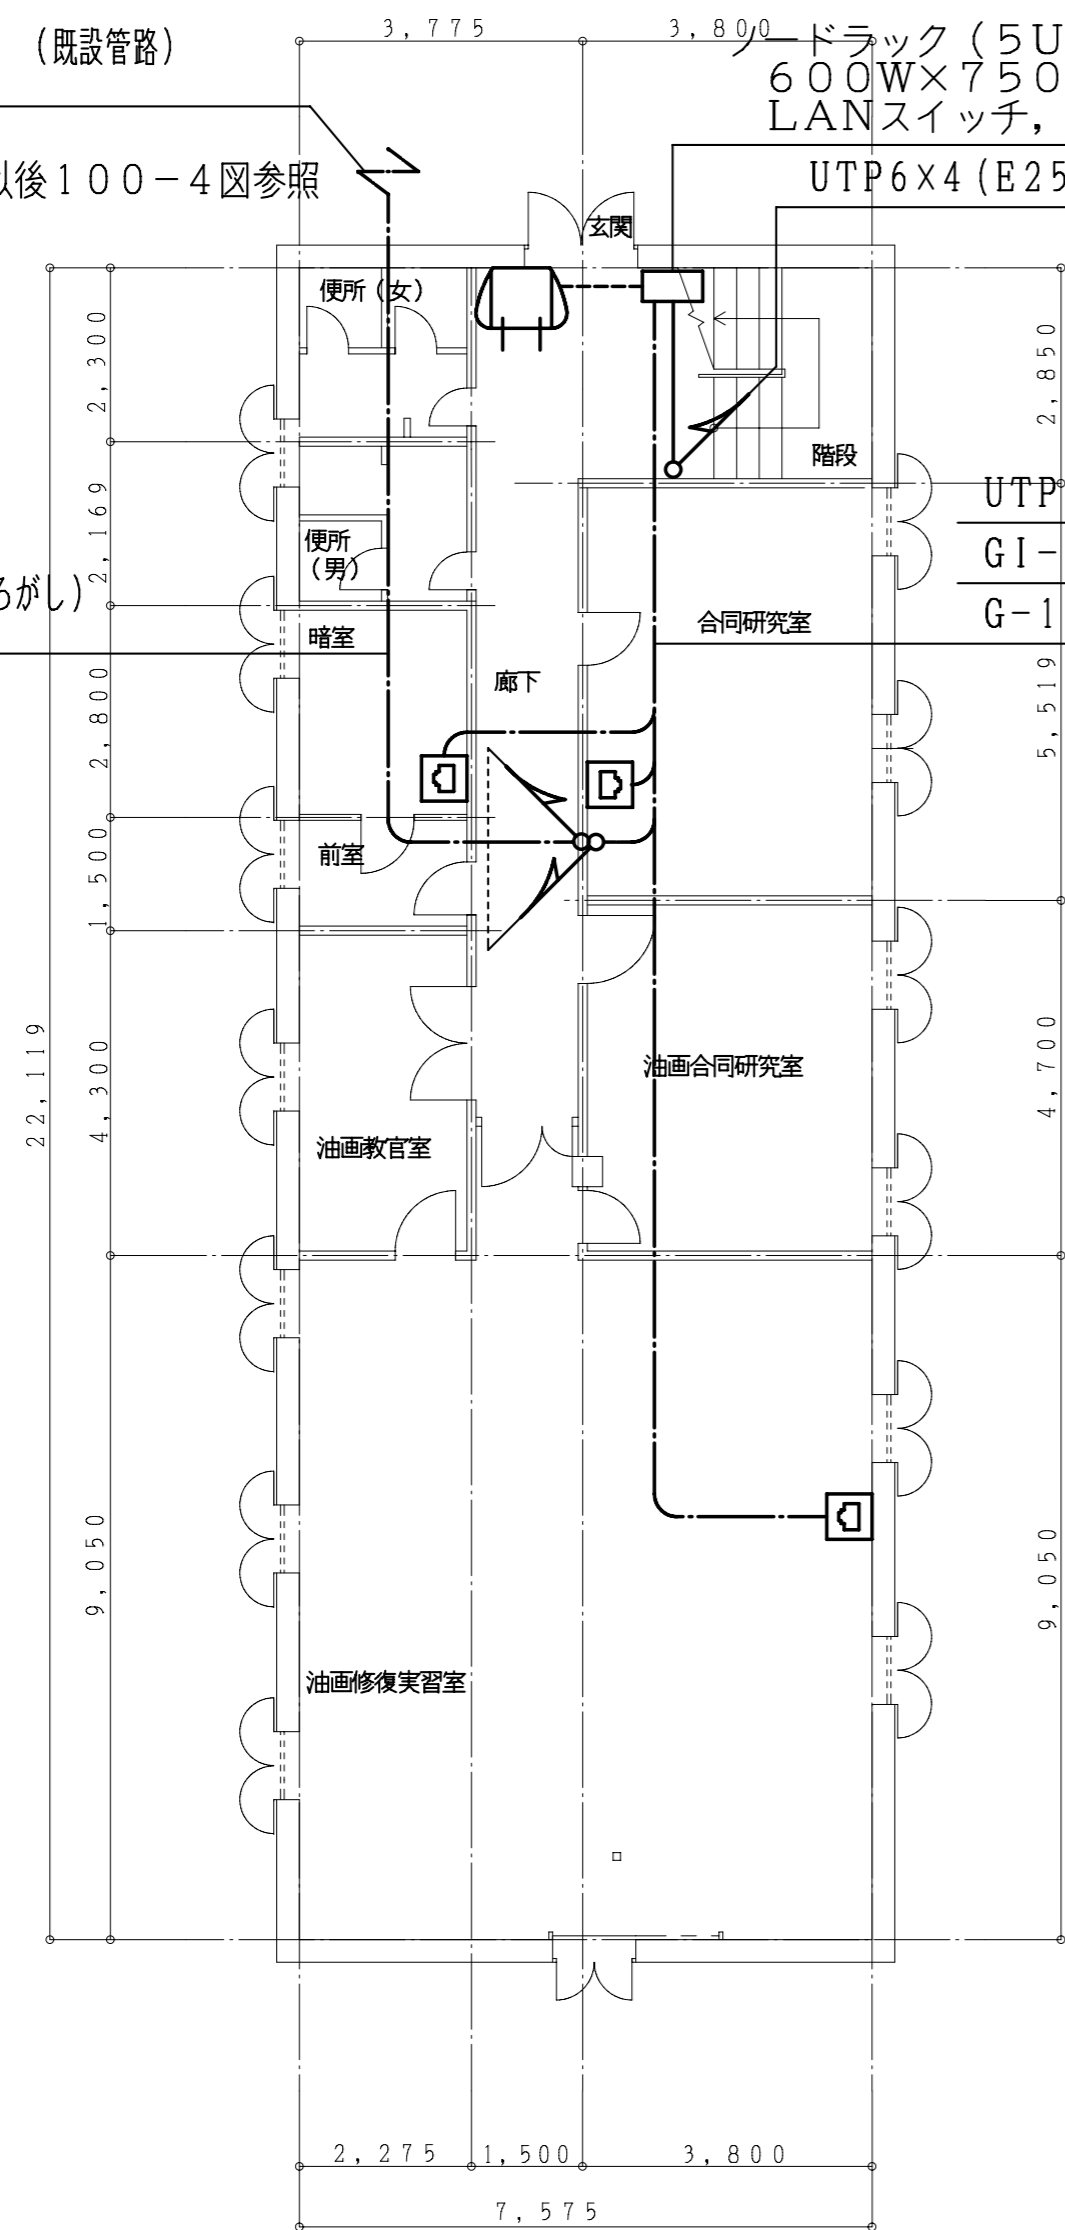 (既設管路)
3,775
3,800
ノードラック(5U
600W×750
LANスイッチ,
以後100-4図参照
UTP6×4(E25
玄関
便所(女)
2,300
2,850
階段
2,169
便所
(男)
UTP
GI-
ろがし)
G-1
暗室
合同研究室
廊下
5,519
2,800
1,500
前室
22,119
4,300
4,700
油画合同研究室
油画教官室
9,050
9,050
油画修復実習室
2,275
1,500
3,800
7,575